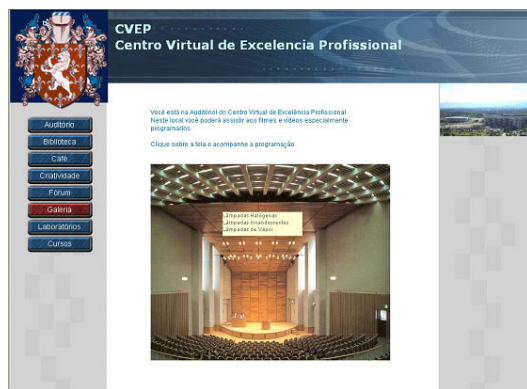 CVEP
Centro Virtual de Excelencia Profissional
Auditório
Biblioteca
Café
Criatividade
Fórum
Galeria
Laboratórios
Cursos
Você está na Auditóriol do Centro Virtual de Excelência Profissional.
Neste local você poderá assistir aos filmes e vídeos especialmente
programados.
Clique sobre a tela e acompanhe a programação.
Lâmpadas Halógenas
Lâmpadas Incandescentes
Lâmpadas de Vapor